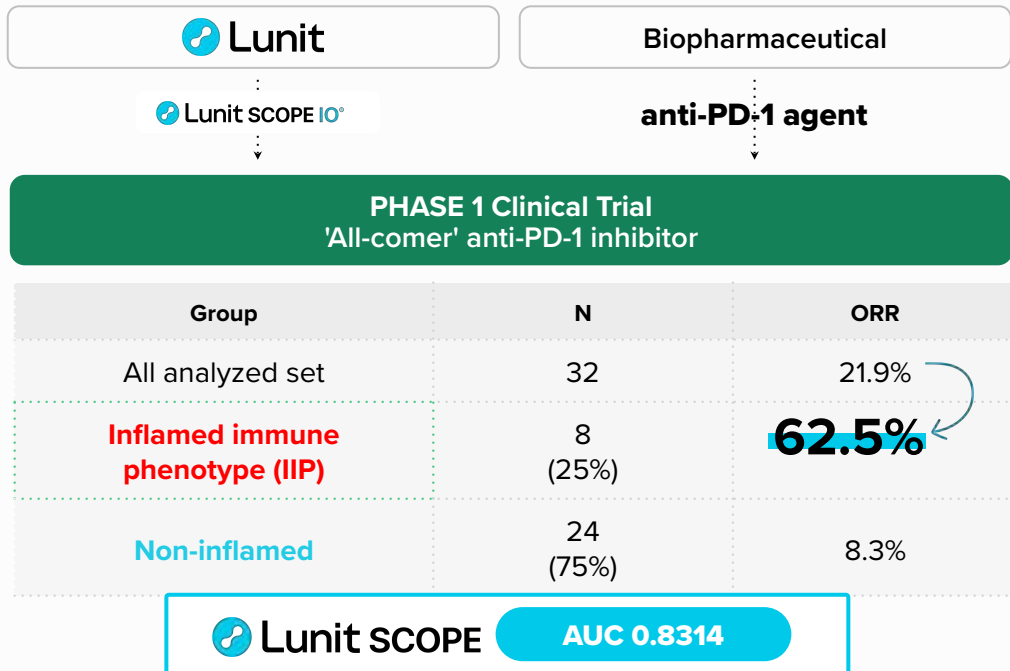 Lunit
Biopharmaceutical
Lunit SCOPE IO®
anti-PD-1 agent
PHASE 1 Clinical Trial
'All-comer' anti-PD-1 inhibitor
Group N ORR
All analyzed set 32 21.9%
Inflamed immune
phenotype (IIP)
8
(25%)
62.5%
Non-inflamed
24
(75%)
8.3%
Lunit SCOPE AUC 0.8314